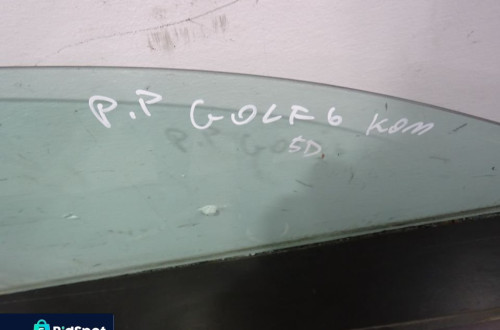 P.P GOLF 6 KOM
5D.
BidSpot